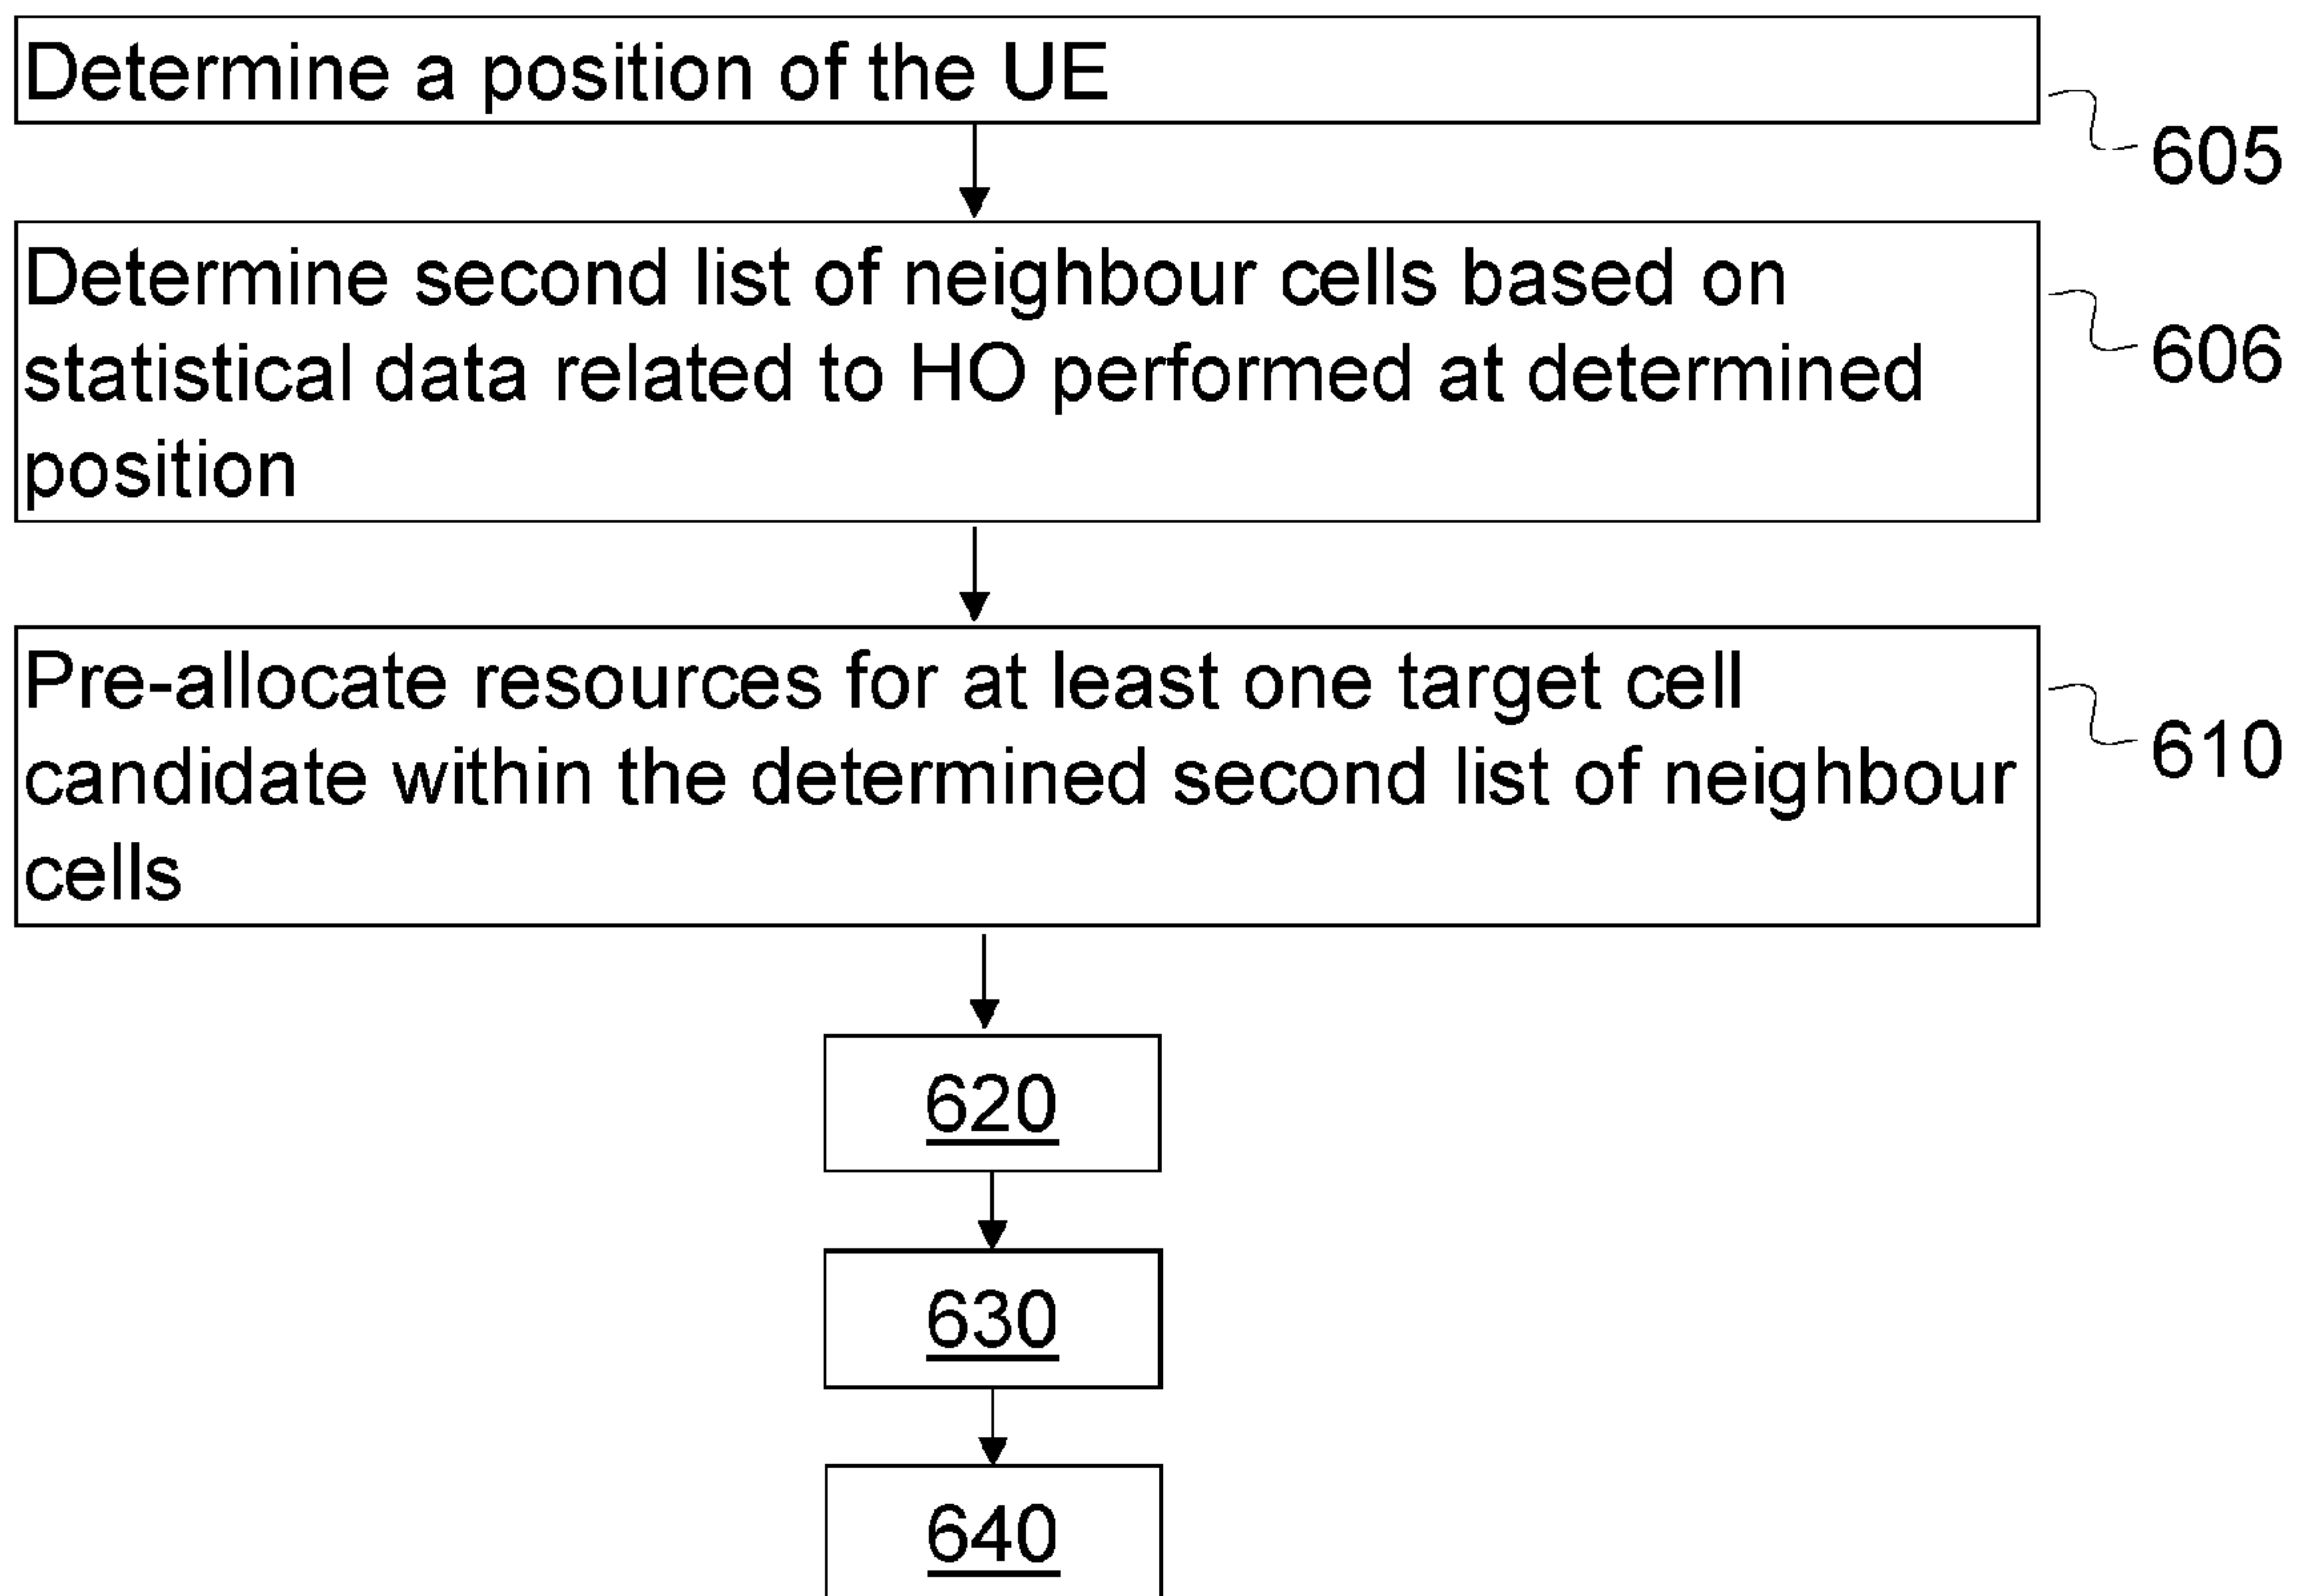 Determine a position of the UE
605
Determine second list of neighbour cells based on
statistical data related to HO performed at determined
position
606
Pre-allocate resources for at least one target cell
candidate within the determined second list of neighbour
cells
610
620
630
640